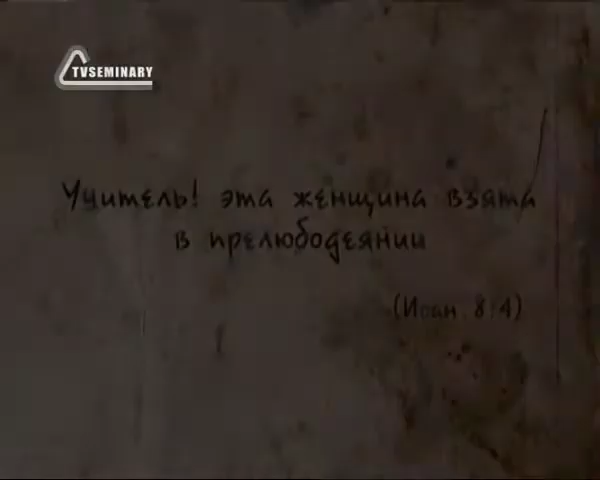 TVSEMINARY
Учитель! эта женщина взята
в прелюбодеянии
(Иоан. 8:4)